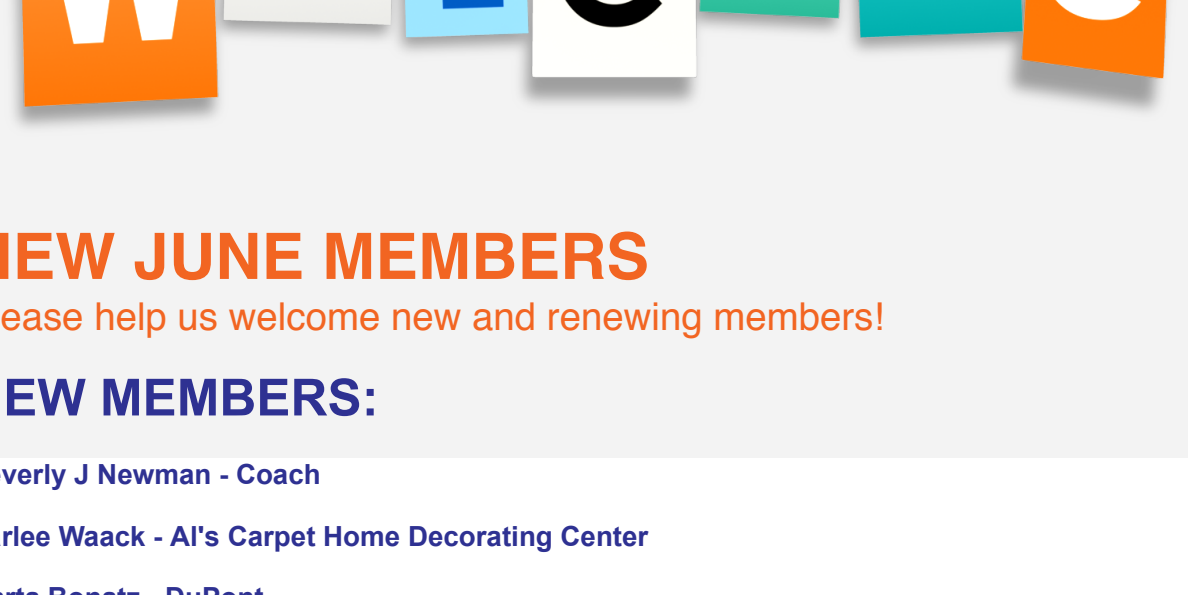 W
NEW JUNE MEMBERS
ease help us welcome new and renewing members!
EW MEMBERS:
verly J Newman - Coach
rlee Waack - Al's Carpet Home Decorating Center
DuPont